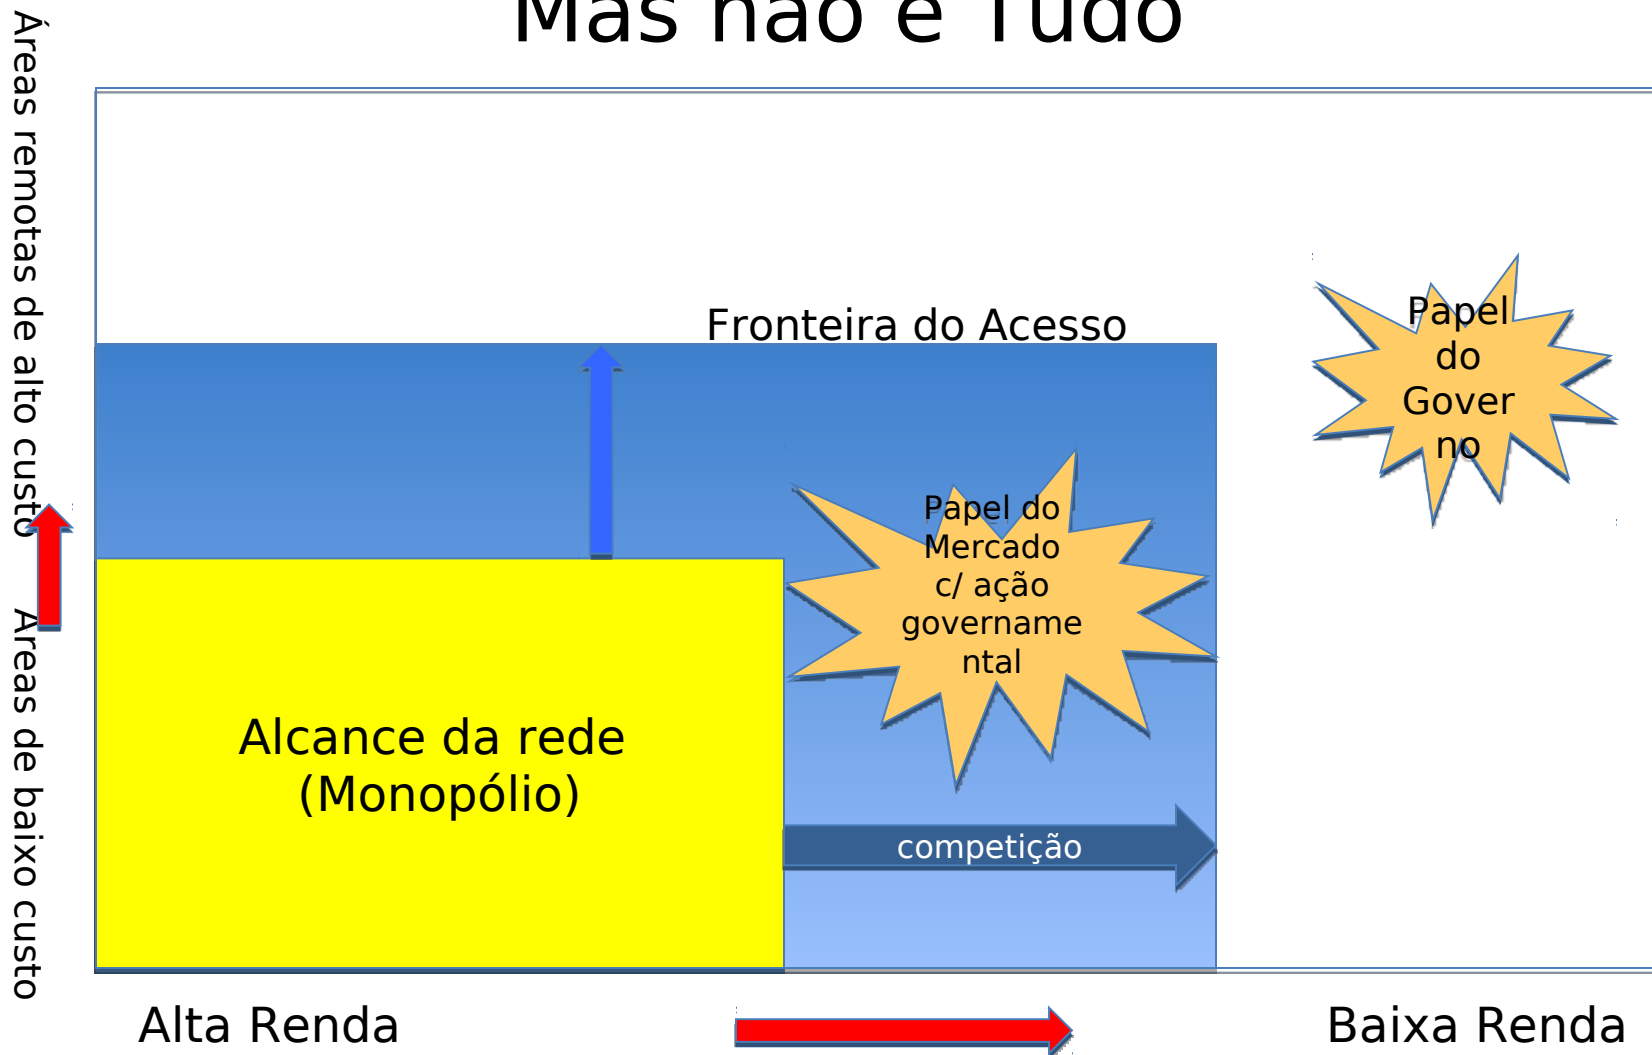 Mas não é Tudo
Áreas remotas de alto custo
Áreas de baixo custo
Fronteira do Acesso
Papel
do
Gover
no
Papel do
Mercado
c/ ação
govername
ntal
Alcance da rede
(Monopólio)
competição
Alta Renda
Baixa Renda